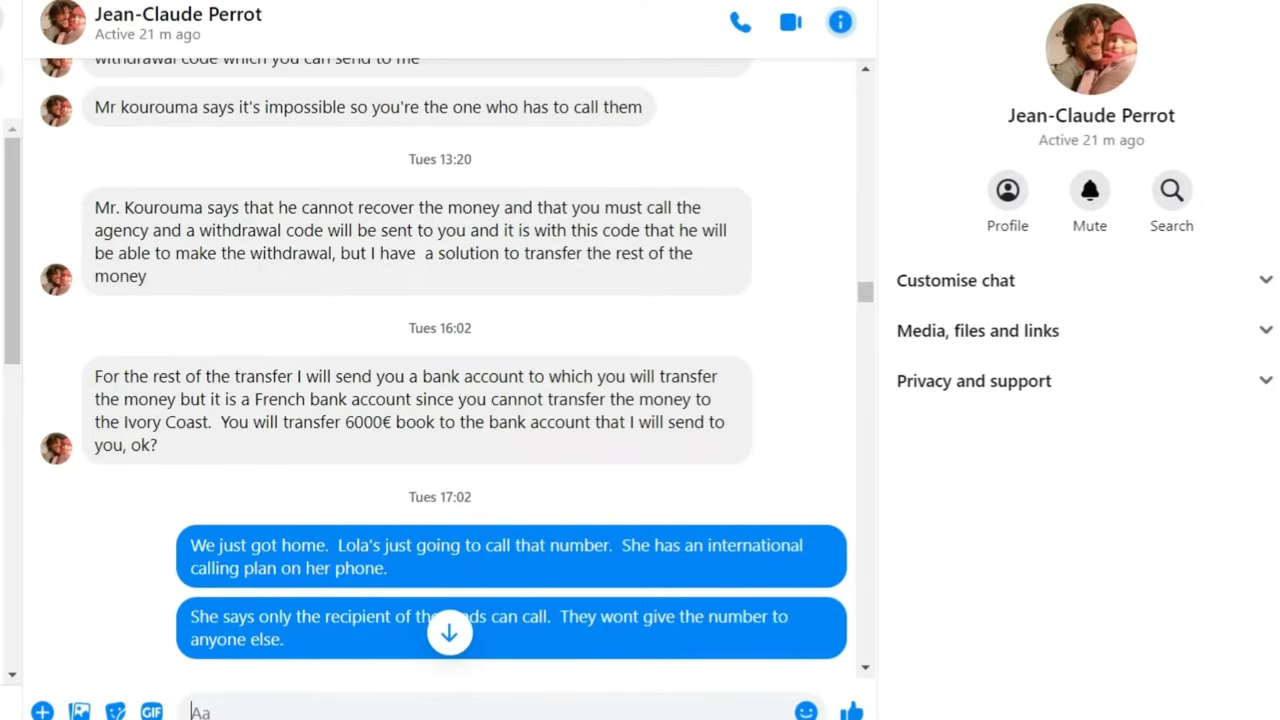 Jean-Claude Perrot
Active 21 m ago
withdrawal code which you can send to me
Mr kourouma says it's impossible so you're the one who has to call them
Tues 13:20
Mr. Kourouma says that he cannot recover the money and that you must call the
agency and a withdrawal code will be sent to you and it is with this code that he will
be able to make the withdrawal, but I have  a solution to transfer the rest of the
money
Tues 16:02
For the rest of the transfer I will send you a bank account to which you will transfer
the money but it is a French bank account since you cannot transfer the money to
the Ivory Coast.  You will transfer 6000€ book to the bank account that I will send to
you, ok?
Tues 17:02
We just got home.  Lola's just going to call that number.  She has an international
calling plan on her phone.
She says only the recipient of the can call.  They wont give the number to
anyone else.
GIF
Aa
Jean-Claude Perrot
Active 21 m ago
Profile
Mute
Search
Customise chat
Media, files and links
Privacy and support